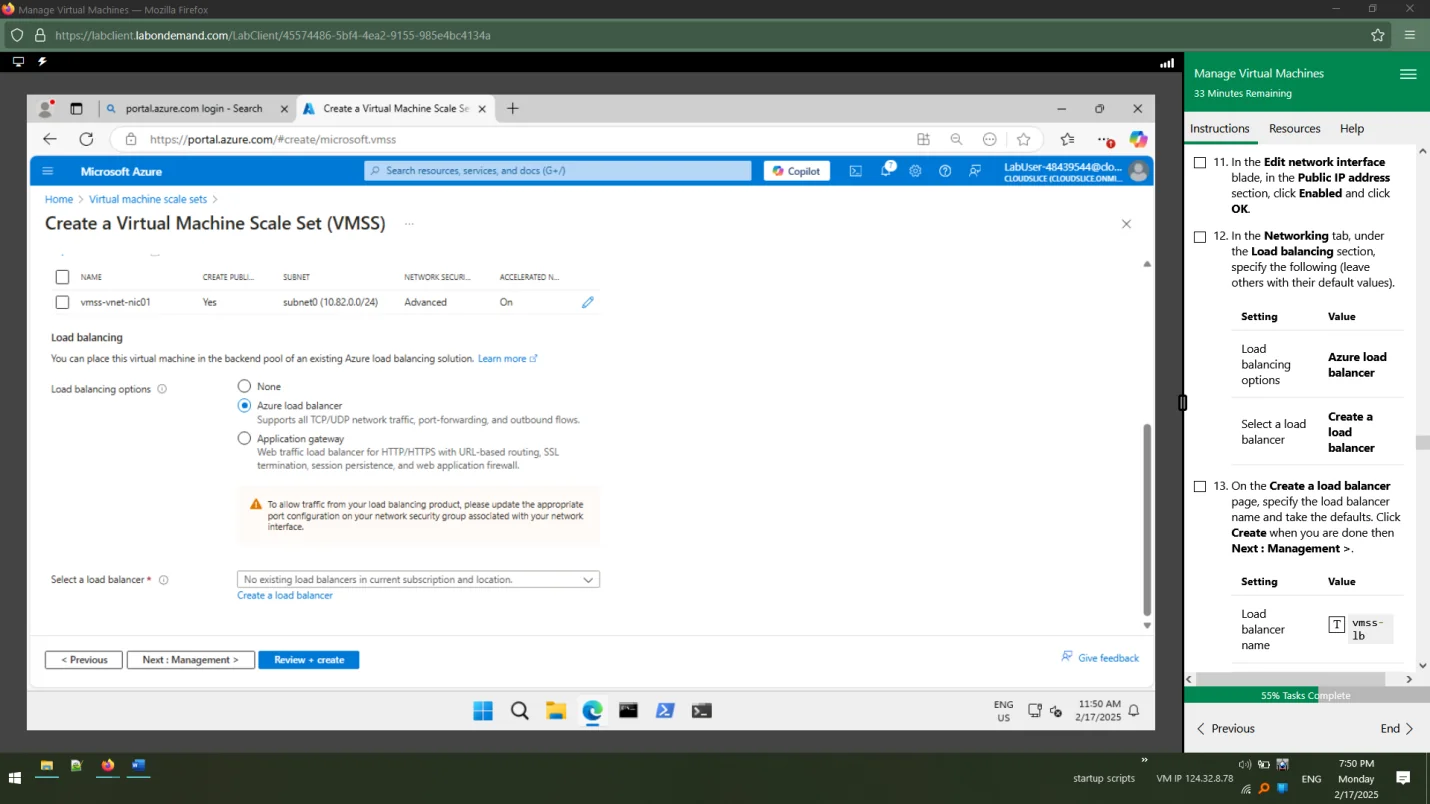 Manage Virtual Machines — Mozilla Firefox
https://labclient.labondemand.com/LabClient/45574486-5bf4-4ea2-9155-985e4bc4134a
portal.azure.com login - Search
Create a Virtual Machine Scale Se
https://portal.azure.com/#create/microsoft.vmss
Microsoft Azure
Search resources, services, and docs (G+/)
Copilot
7
LabUser-48439544@do...
CLOUDSLICE (CLOUDSLICE.ONMI...
Home > Virtual machine scale sets >
Create a Virtual Machine Scale Set (VMSS) ...
NAME CREATE PUBLI... SUBNET NETWORK SECURI... ACCELERATED N...
vmss-vnet-nic01 Yes subnet0 (10.82.0.0/24) Advanced On
Load balancing
You can place this virtual machine in the backend pool of an existing Azure load balancing solution. Learn more
Load balancing options
None
Azure load balancer
Supports all TCP/UDP network traffic, port-forwarding, and outbound flows.
Application gateway
Web traffic load balancer for HTTP/HTTPS with URL-based routing, SSL
termination, session persistence, and web application firewall.
To allow traffic from your load balancing product, please update the appropriate
port configuration on your network security group associated with your network
interface.
Select a load balancer *
No existing load balancers in current subscription and location.
Create a load balancer
< Previous
Next : Management >
Review + create
Give feedback
ENG
US
11:50 AM
2/17/2025
Manage Virtual Machines
33 Minutes Remaining
Instructions Resources Help
11. In the Edit network interface
blade, in the Public IP address
section, click Enabled and click
OK.
12. In the Networking tab, under
the Load balancing section,
specify the following (leave
others with their default values).
Setting Value
Load
balancing
options
Azure load
balancer
Select a load
balancer
Create a
load
balancer
13. On the Create a load balancer
page, specify the load balancer
name and take the defaults. Click
Create when you are done then
Next : Management >.
Setting Value
Load
balancer
name
T
vmss-
lb
55% Tasks Complete
Previous
End
startup scripts
VM IP 124.32.8.78
ENG
7:50 PM
Monday
2/17/2025